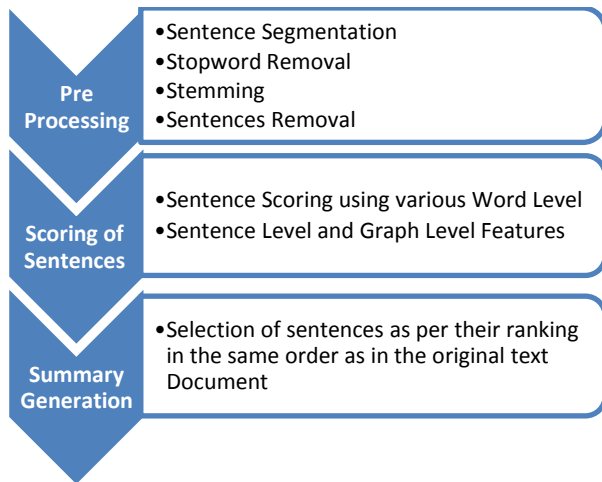 Pre
Processing
•Sentence Segmentation
•Stopword Removal
•Stemming
•Sentences Removal
Scoring of
Sentences
•Sentence Scoring using various Word Level
•Sentence Level and Graph Level Features
Summary
Generation
•Selection of sentences as per their ranking
in the same order as in the original text
Document